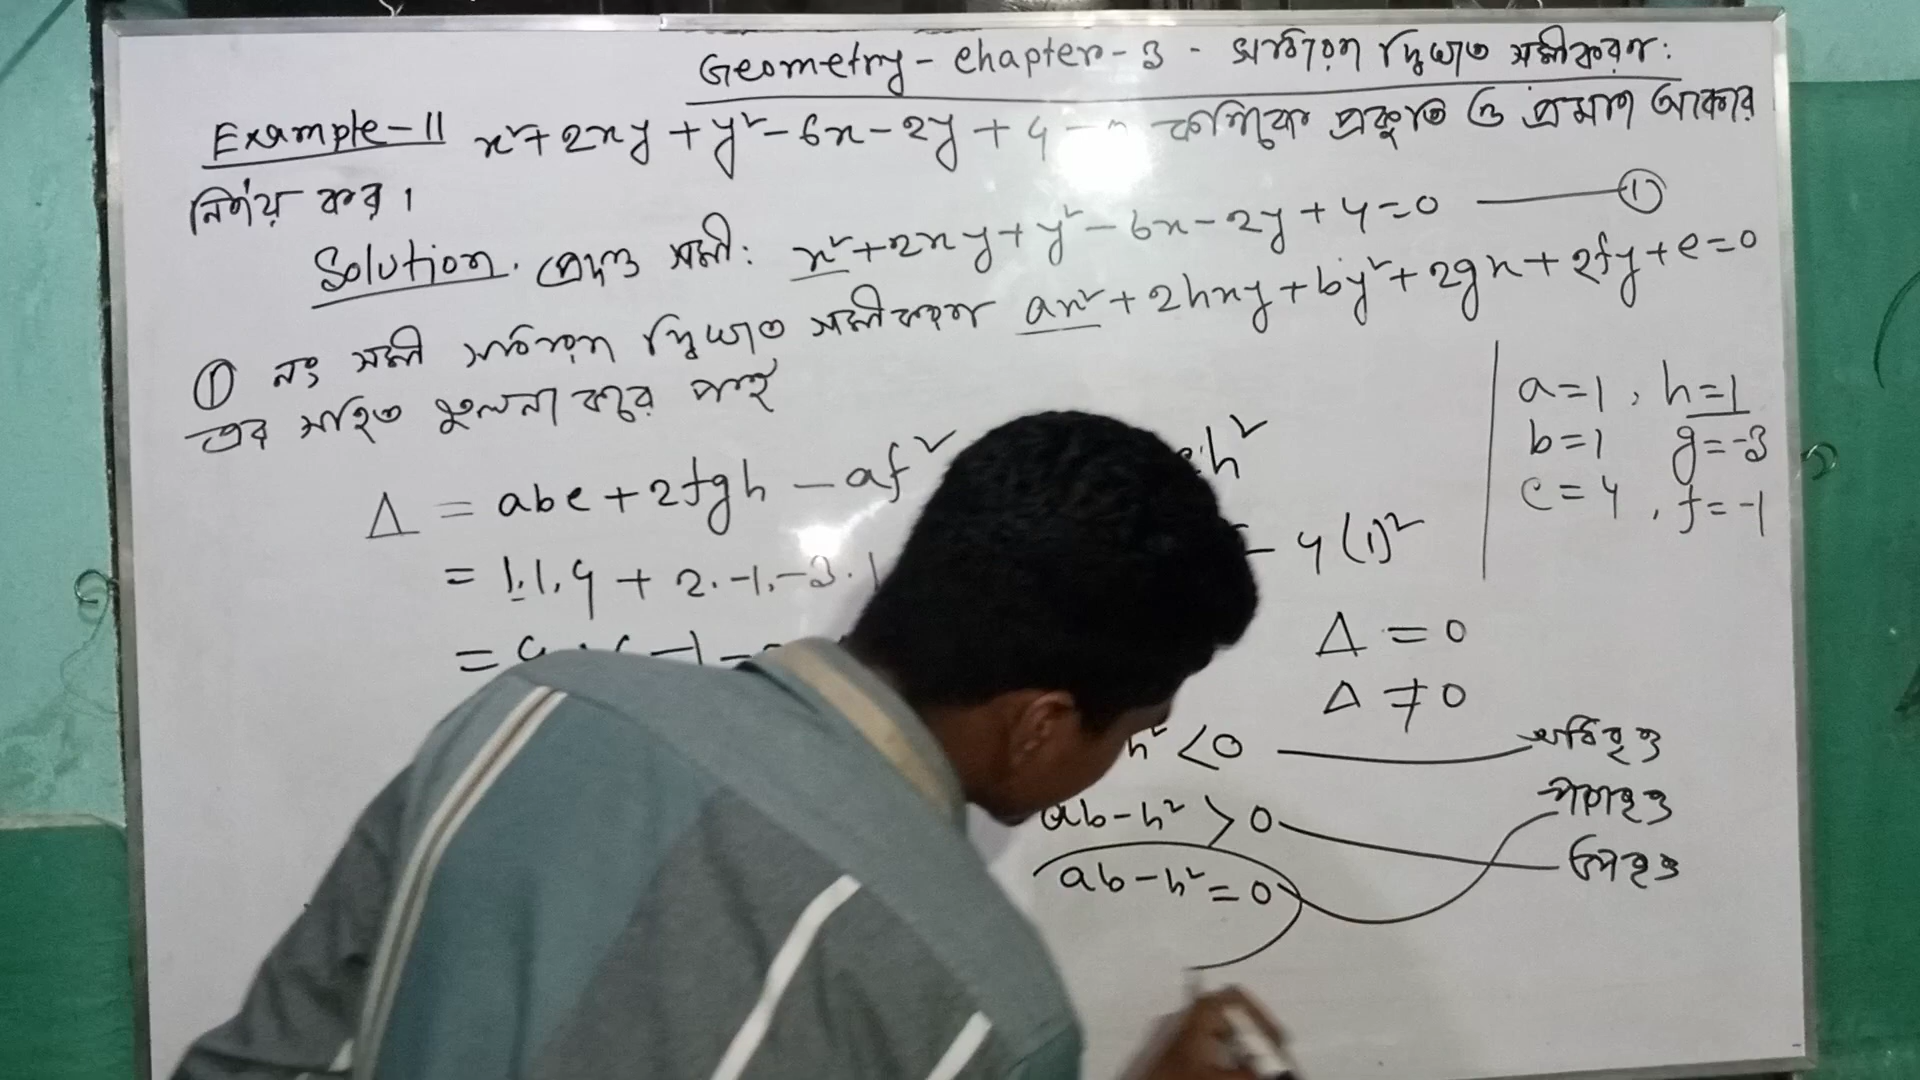 Geometry - chapter - 3 - সাধারণ দ্বিঘাত সমীকরণ:
Example-11 x²+2xy+y²-6x-2y+4 কণিকের প্রকৃতি ও প্রমাণ আকার
নির্ণয় কর।
Solution. প্রদত্ত সমী: x²+2xy+y²-6x-2y+4=0 ——— ①
① নং সমী সাধারণ দ্বিঘাত সমীকরণ ax²+2hxy+by²+2gx+2fy+c=0
এর সহিত তুলনা করে পাই
a=1, h=1
b=1 g=-3
c=4, f=-1
Δ = abc+2fgh-af² ch²
= 1.1.4 + 2.-1.-3.1 - 4(1)²
Δ = 0
Δ ≠ 0
h² < 0 অধিবৃত্ত
ab-h² > 0 পরাবৃত্ত
ab-h² = 0 উপবৃত্ত